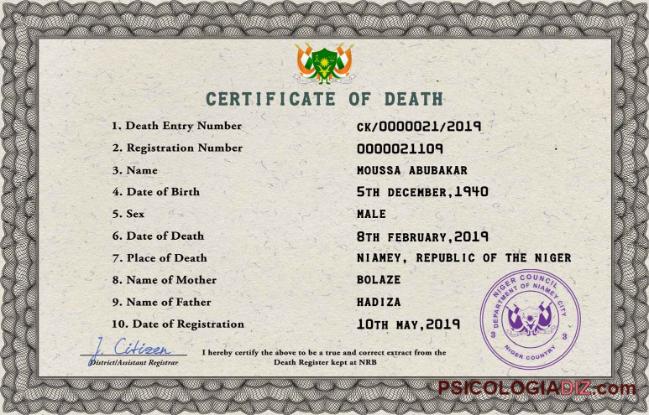 CERTIFICATE OF DEATH
1. Death Entry Number CK/0000021/2019
2. Registration Number 0000021109
3. Name MOUSSA ABUBAKAR
4. Date of Birth 5TH DECEMBER,1940
5. Sex MALE
6. Date of Death 8TH FEBRUARY,2019
7. Place of Death NIAMEY, REPUBLIC OF THE NIGER
8. Name of Mother BOLAZE
9. Name of Father HADIZA
10. Date of Registration 10TH MAY,2019
NIGER COUNCIL
DEPARTMENT OF NIAMEY CITY
NIGER COUNTRY
J. Citizen
District/Assistant Registrar
I hereby certify the above to be a true and correct extract from the
Death Register kept at NRB
PSICOLOGIADIZ.com